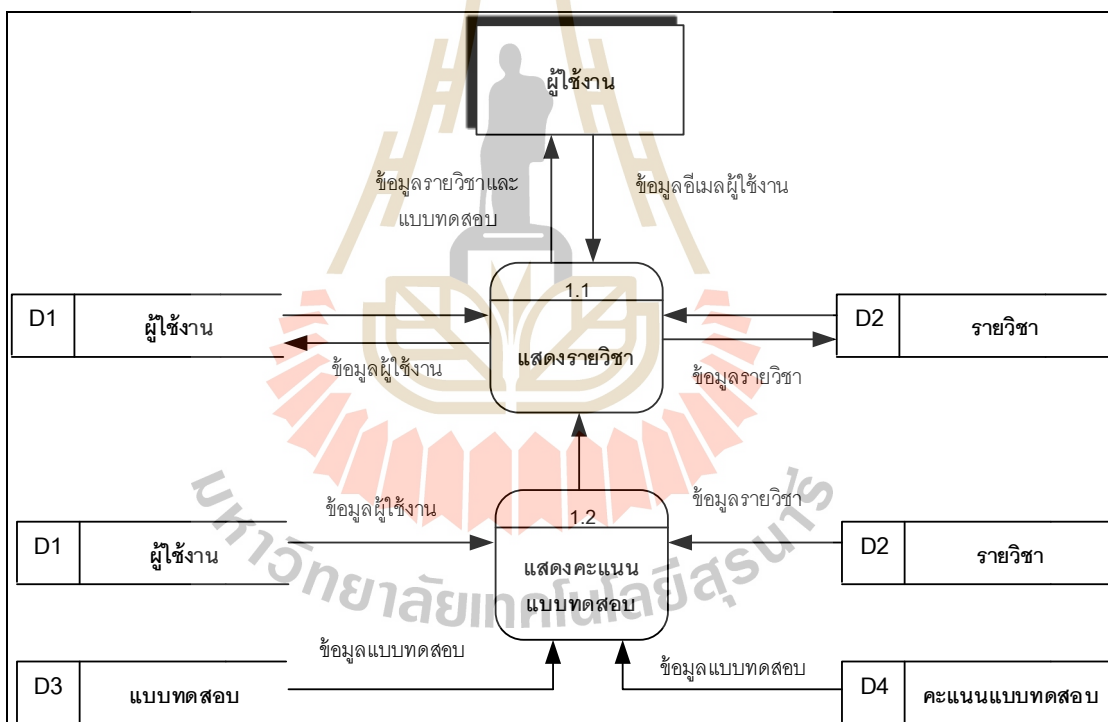 ผู้ใช้งาน
ข้อมูลรายวิชาและ
แบบทดสอบ
ข้อมูลอีเมลผู้ใช้งาน
1.1
แสดงรายวิชา
D1 ผู้ใช้งาน
D2 รายวิชา
ข้อมูลผู้ใช้งาน
ข้อมูลรายวิชา
ข้อมูลผู้ใช้งาน
ข้อมูลรายวิชา
1.2
แสดงคะแนน
แบบทดสอบ
D1 ผู้ใช้งาน
D2 รายวิชา
ข้อมูลแบบทดสอบ
ข้อมูลแบบทดสอบ
D3 แบบทดสอบ
D4 คะแนนแบบทดสอบ
มหาวิทยาลัยเทคโนโลยีสุรนารี